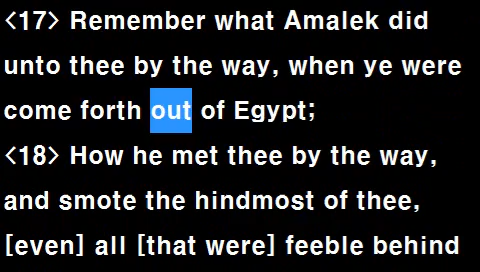 <17> Remember what Amalek did
unto thee by the way, when ye were
come forth out of Egypt;
<18> How he met thee by the way,
and smote the hindmost of thee,
[even] all [that were] feeble behind